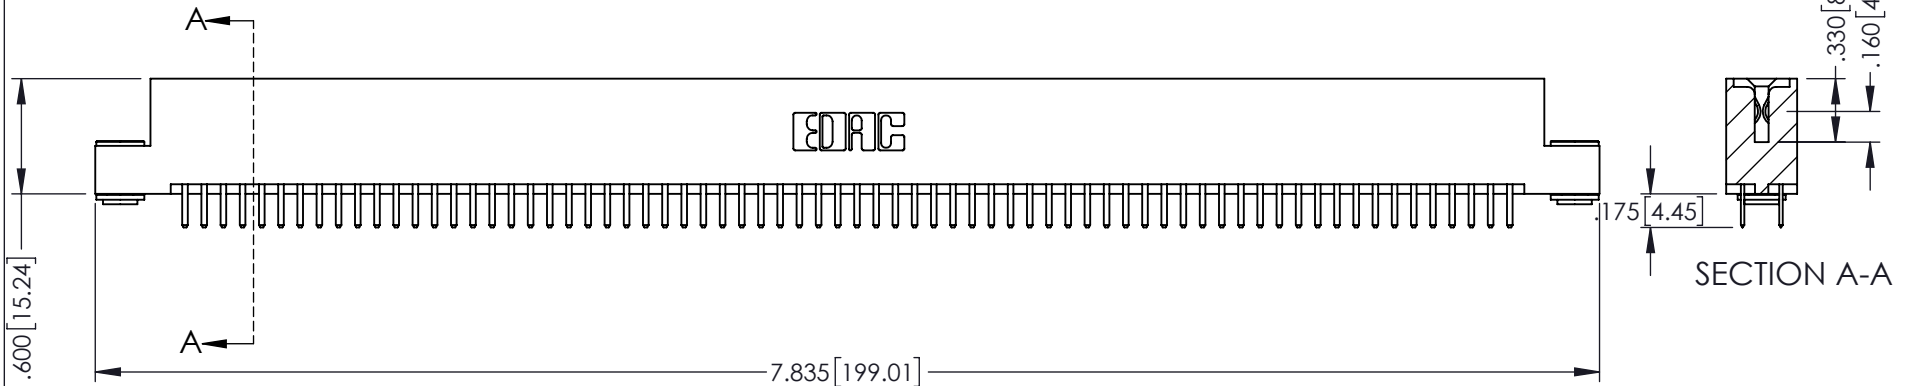 A
.330[8
.160[4
EDAC
.175[4.45]
SECTION A-A
.600[15.24]
A
7.835[199.01]